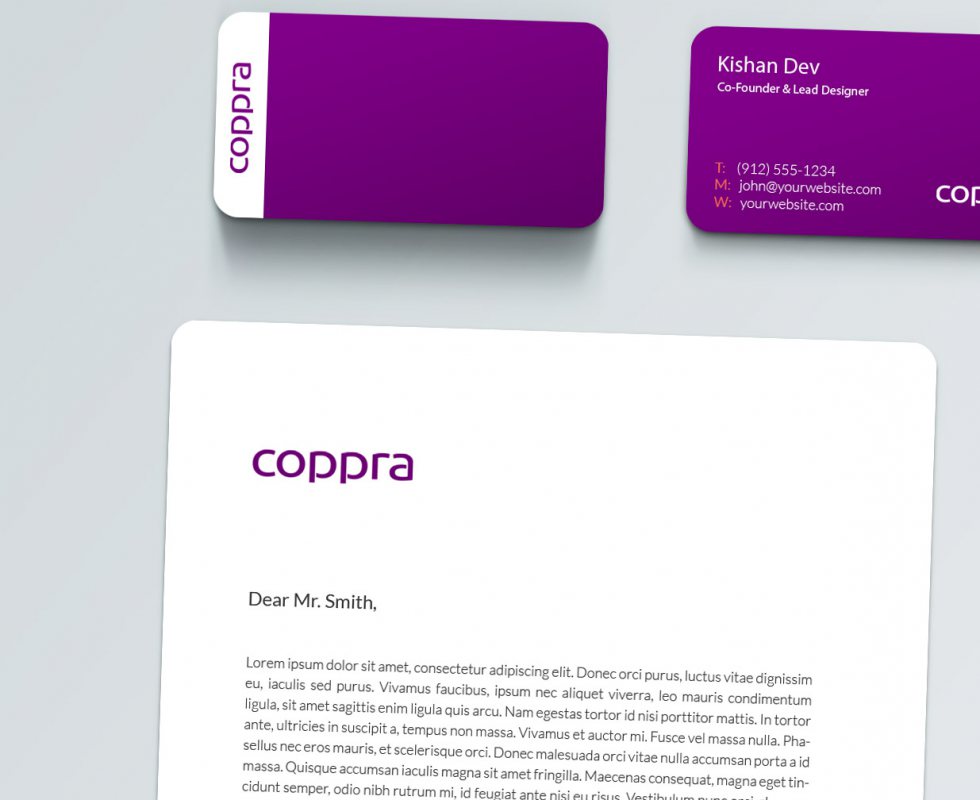 coppra
Kishan Dev
Co-Founder & Lead Designer
T: (912) 555-1234
M: john@yourwebsite.com
W: yourwebsite.com
coppra
Dear Mr. Smith,
Lorem ipsum dolor sit amet, consectetur adipiscing elit. Donec orci purus, luctus vitae dignissim
eu, iaculis sed purus. Vivamus faucibus, ipsum nec aliquet viverra, leo mauris condimentum
ligula, sit amet sagittis enim ligula quis arcu. Nam egestas tortor id nisi porttitor mattis. In tortor
ante, ultricies in suscipit a, tempus non massa. Vivamus et auctor mi. Fusce vel massa nulla. Pha-
sellus nec eros mauris, et scelerisque orci. Donec malesuada orci vitae nulla accumsan porta a id
massa. Quisque accumsan iaculis magna sit amet fringilla. Maecenas consequat, magna eget tin-
cidunt semper, odio nibh rutrum mi, id feugiat ante nisi eu risus. Vestibulum nunc